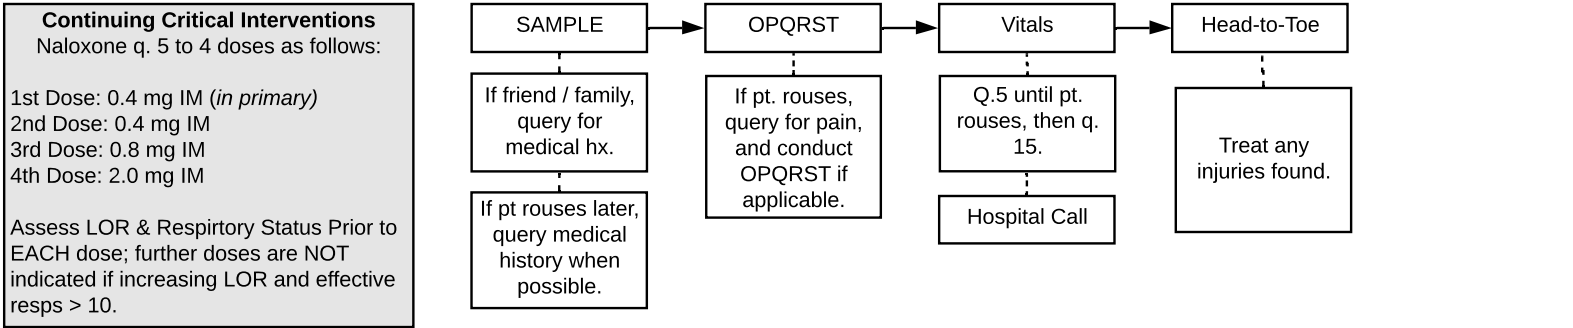 Continuing Critical Interventions
Naloxone q. 5 to 4 doses as follows:
1st Dose: 0.4 mg IM (in primary)
2nd Dose: 0.4 mg IM
3rd Dose: 0.8 mg IM
4th Dose: 2.0 mg IM
Assess LOR & Respirtory Status Prior to
EACH dose; further doses are NOT
indicated if increasing LOR and effective
resps > 10.
SAMPLE
If friend / family,
query for
medical hx.
If pt rouses later,
query medical
history when
possible.
OPQRST
If pt. rouses,
query for pain,
and conduct
OPQRST if
applicable.
Vitals
Q.5 until pt.
rouses, then q.
15.
Hospital Call
Head-to-Toe
Treat any
injuries found.